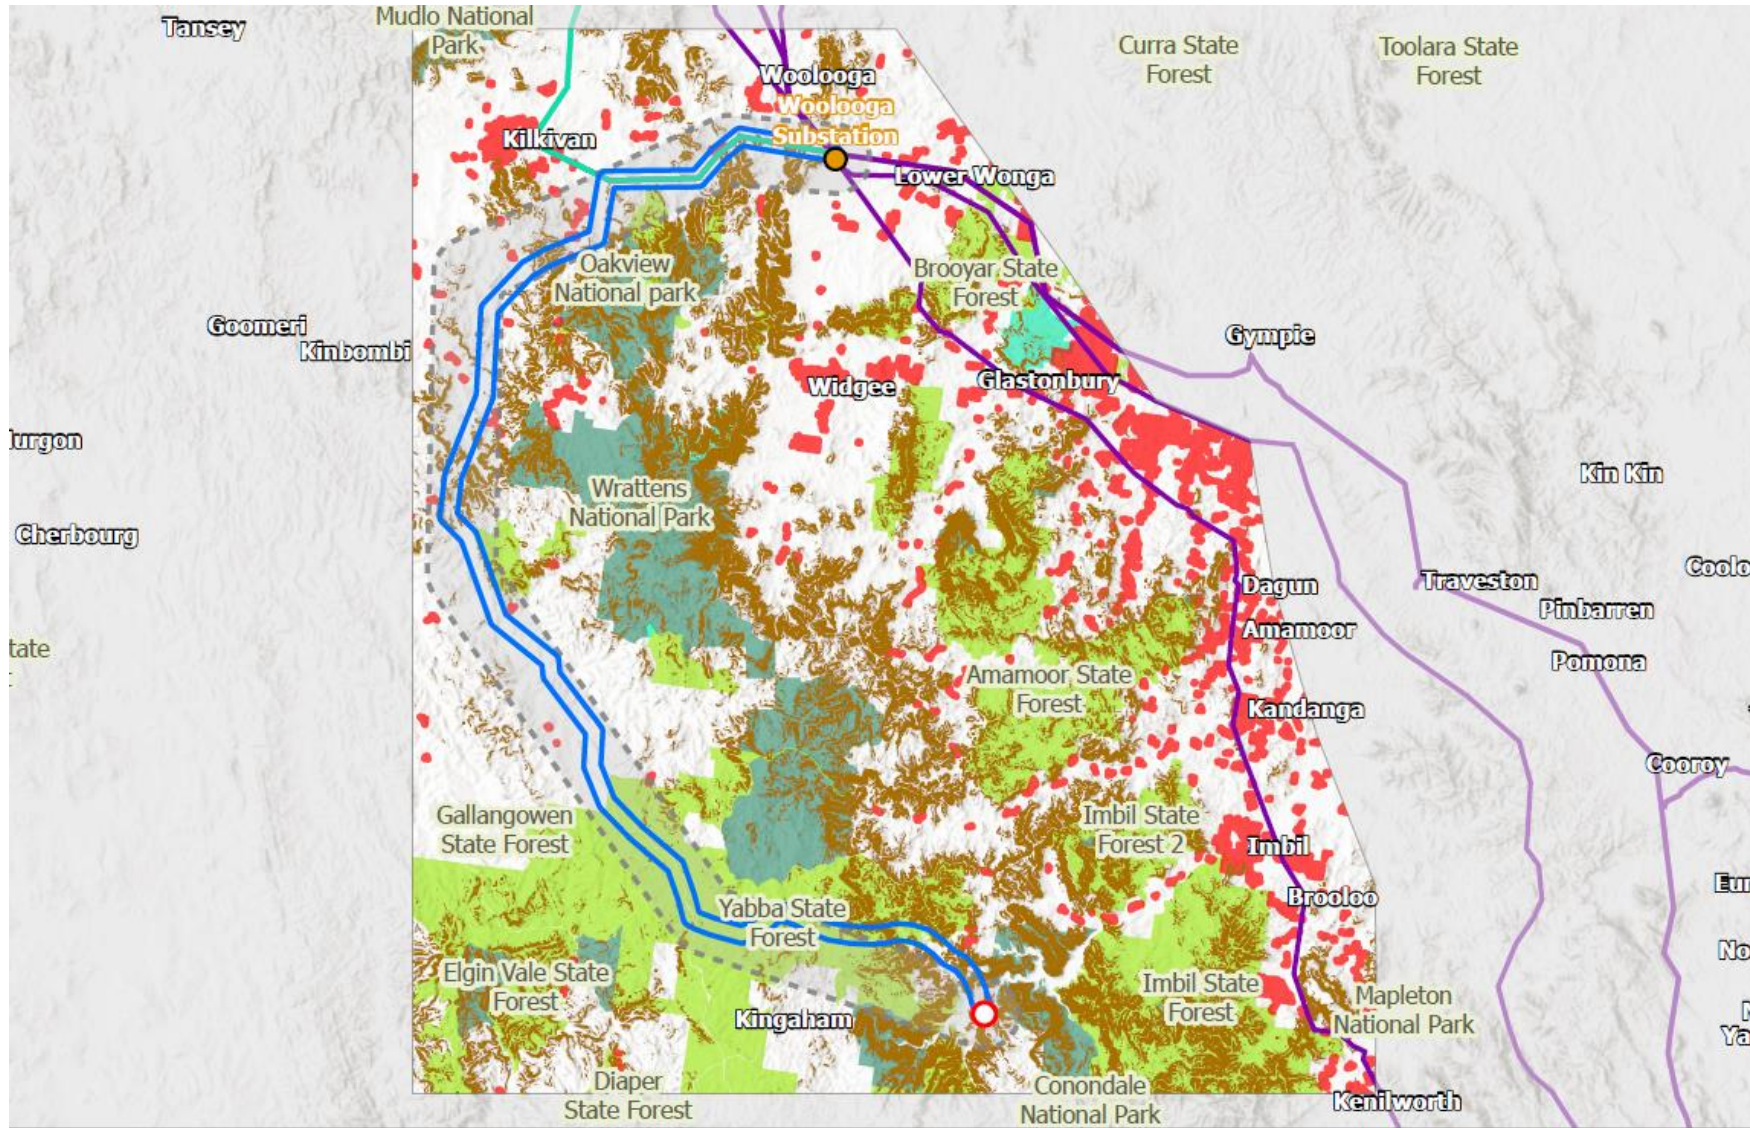 Mudlo National
Park
Tansey
Curra State
Forest
Toolara State
Forest
Woolooga
Woolooga
Substation
Kilkivan
Lower Wonga
Oakview
National park
Brooyar State
Forest
Goomeri
Kinbombi
Gympie
Widgee
Glastonbury
urgon
Kin Kin
Wrattens
National Park
Cherbourg
Dagun
Traveston
Coolo
Pinbarren
Amamoor
tate
Pomona
Amamoor State
Forest
Kandanga
Cooroy
Gallangowen
State Forest
Imbil State
Forest 2
Imbil
Eur
Brooloo
Yabba State
Forest
No
Elgin Vale State
Forest
Imbil State
Forest
Mapleton
National Park
Kingaham
Ya
Diaper
State Forest
Conondale
National Park
Kenilworth